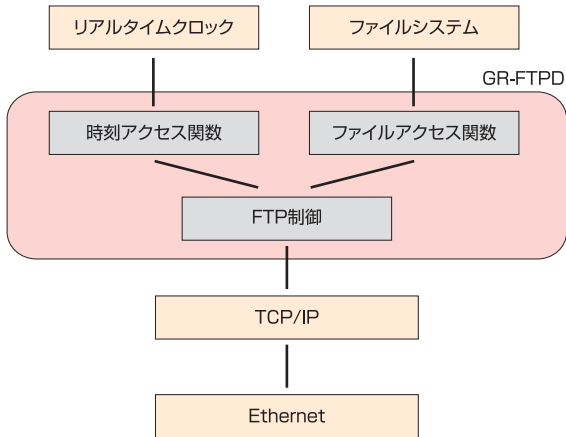 リアルタイムクロック
ファイルシステム
GR-FTPD
時刻アクセス関数
ファイルアクセス関数
FTP制御
TCP/IP
Ethernet